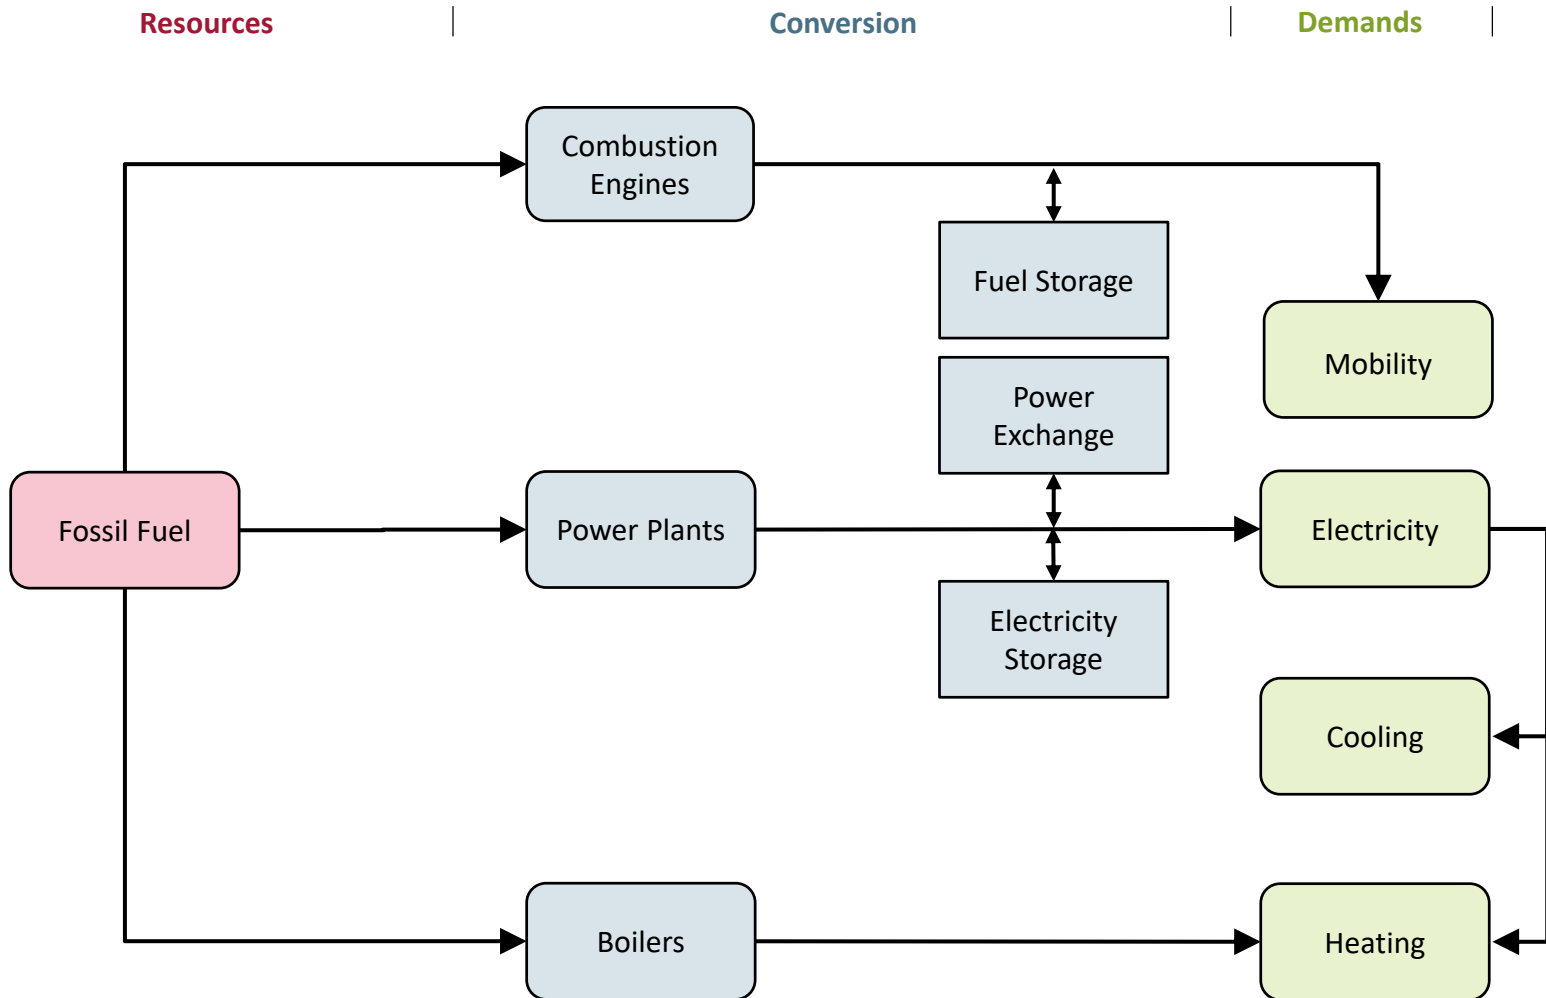 Resources
Conversion
Demands
Combustion
Engines
Fuel Storage
Mobility
Power
Exchange
Fossil Fuel
Power Plants
Electricity
Electricity
Storage
Cooling
Boilers
Heating